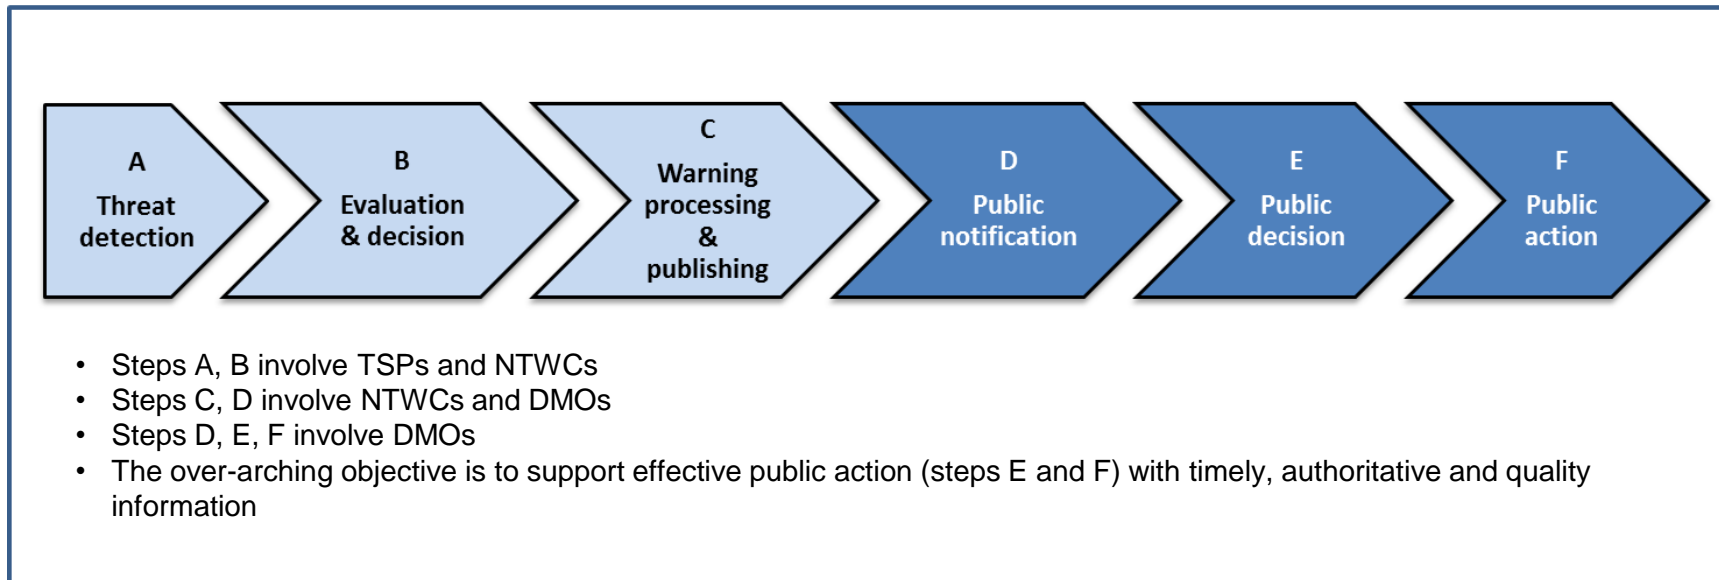 A
Threat
detection
B
Evaluation
& decision
C
Warning
processing
&
publishing
D
Public
notification
E
Public
decision
F
Public
action
• Steps A, B involve TSPs and NTWCs
• Steps C, D involve NTWCs and DMOs
• Steps D, E, F involve DMOs
• The over-arching objective is to support effective public action (steps E and F) with timely, authoritative and quality
information